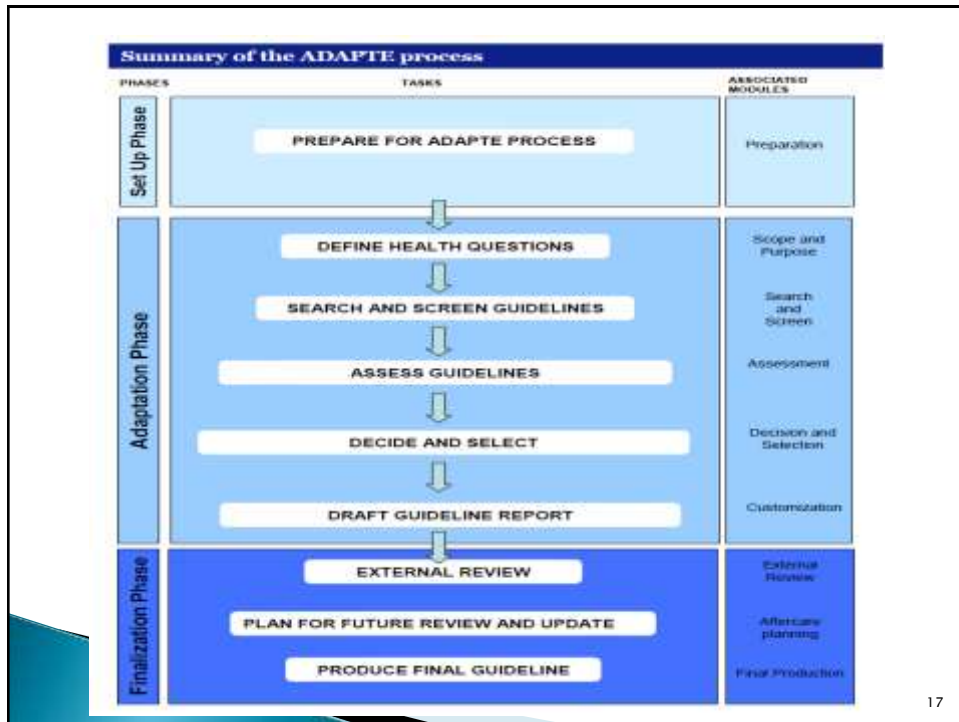 Summary of the ADAPTE process
PHASES
TASKS
ASSOCIATED
MODULES
Set Up Phase
PREPARE FOR ADAPTE PROCESS
Preparation
Adaptation Phase
DEFINE HEALTH QUESTIONS
Scope and
Purpose
SEARCH AND SCREEN GUIDELINES
Search
and
Screen
ASSESS GUIDELINES
Assessment
DECIDE AND SELECT
Decision and
Selection
DRAFT GUIDELINE REPORT
Customization
Finalization Phase
EXTERNAL REVIEW
External
Review
PLAN FOR FUTURE REVIEW AND UPDATE
Aftercare
planning
PRODUCE FINAL GUIDELINE
Final Production
17